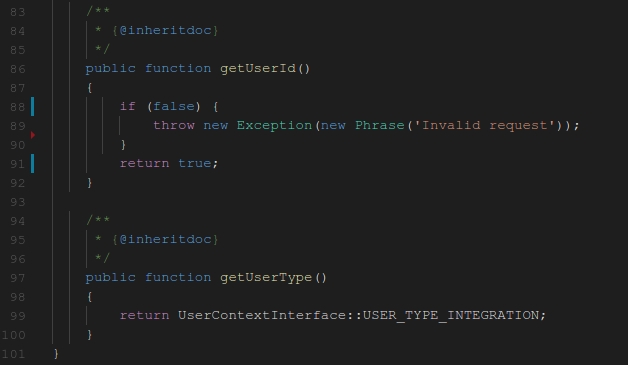 83 /**
84 * {@inheritdoc}
85 */
86 public function getUserId()
87 {
88 if (false) {
89 throw new Exception(new Phrase('Invalid request'));
90 }
91 return true;
92 }
93
94 /**
95 * {@inheritdoc}
96 */
97 public function getUserType()
98 {
99 return UserContextInterface::USER_TYPE_INTEGRATION;
100 }
101 }